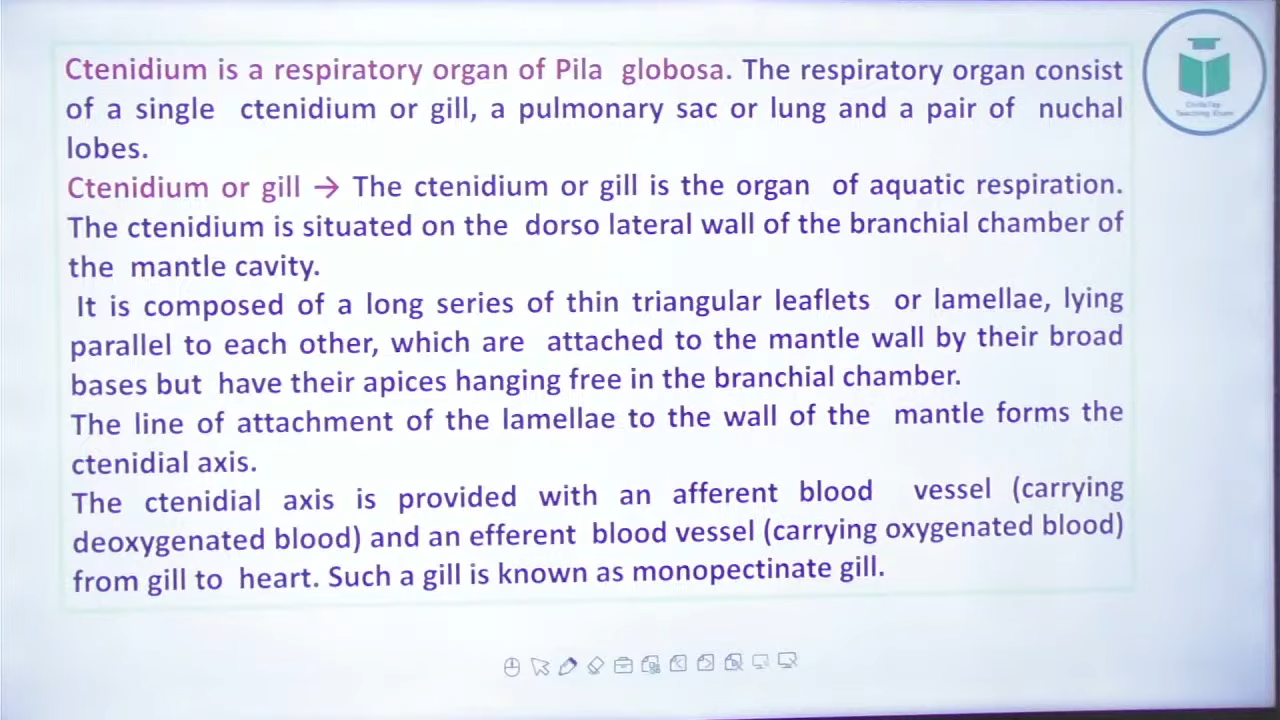 Ctenidium is a respiratory organ of Pila globosa. The respiratory organ consist
of a single ctenidium or gill, a pulmonary sac or lung and a pair of nuchal
lobes.
Ctenidium or gill → The ctenidium or gill is the organ of aquatic respiration.
The ctenidium is situated on the dorso lateral wall of the branchial chamber of
the mantle cavity.
It is composed of a long series of thin triangular leaflets or lamellae, lying
parallel to each other, which are attached to the mantle wall by their broad
bases but have their apices hanging free in the branchial chamber.
The line of attachment of the lamellae to the wall of the mantle forms the
ctenidial axis.
The ctenidial axis is provided with an afferent blood vessel (carrying
deoxygenated blood) and an efferent blood vessel (carrying oxygenated blood)
from gill to heart. Such a gill is known as monopectinate gill.